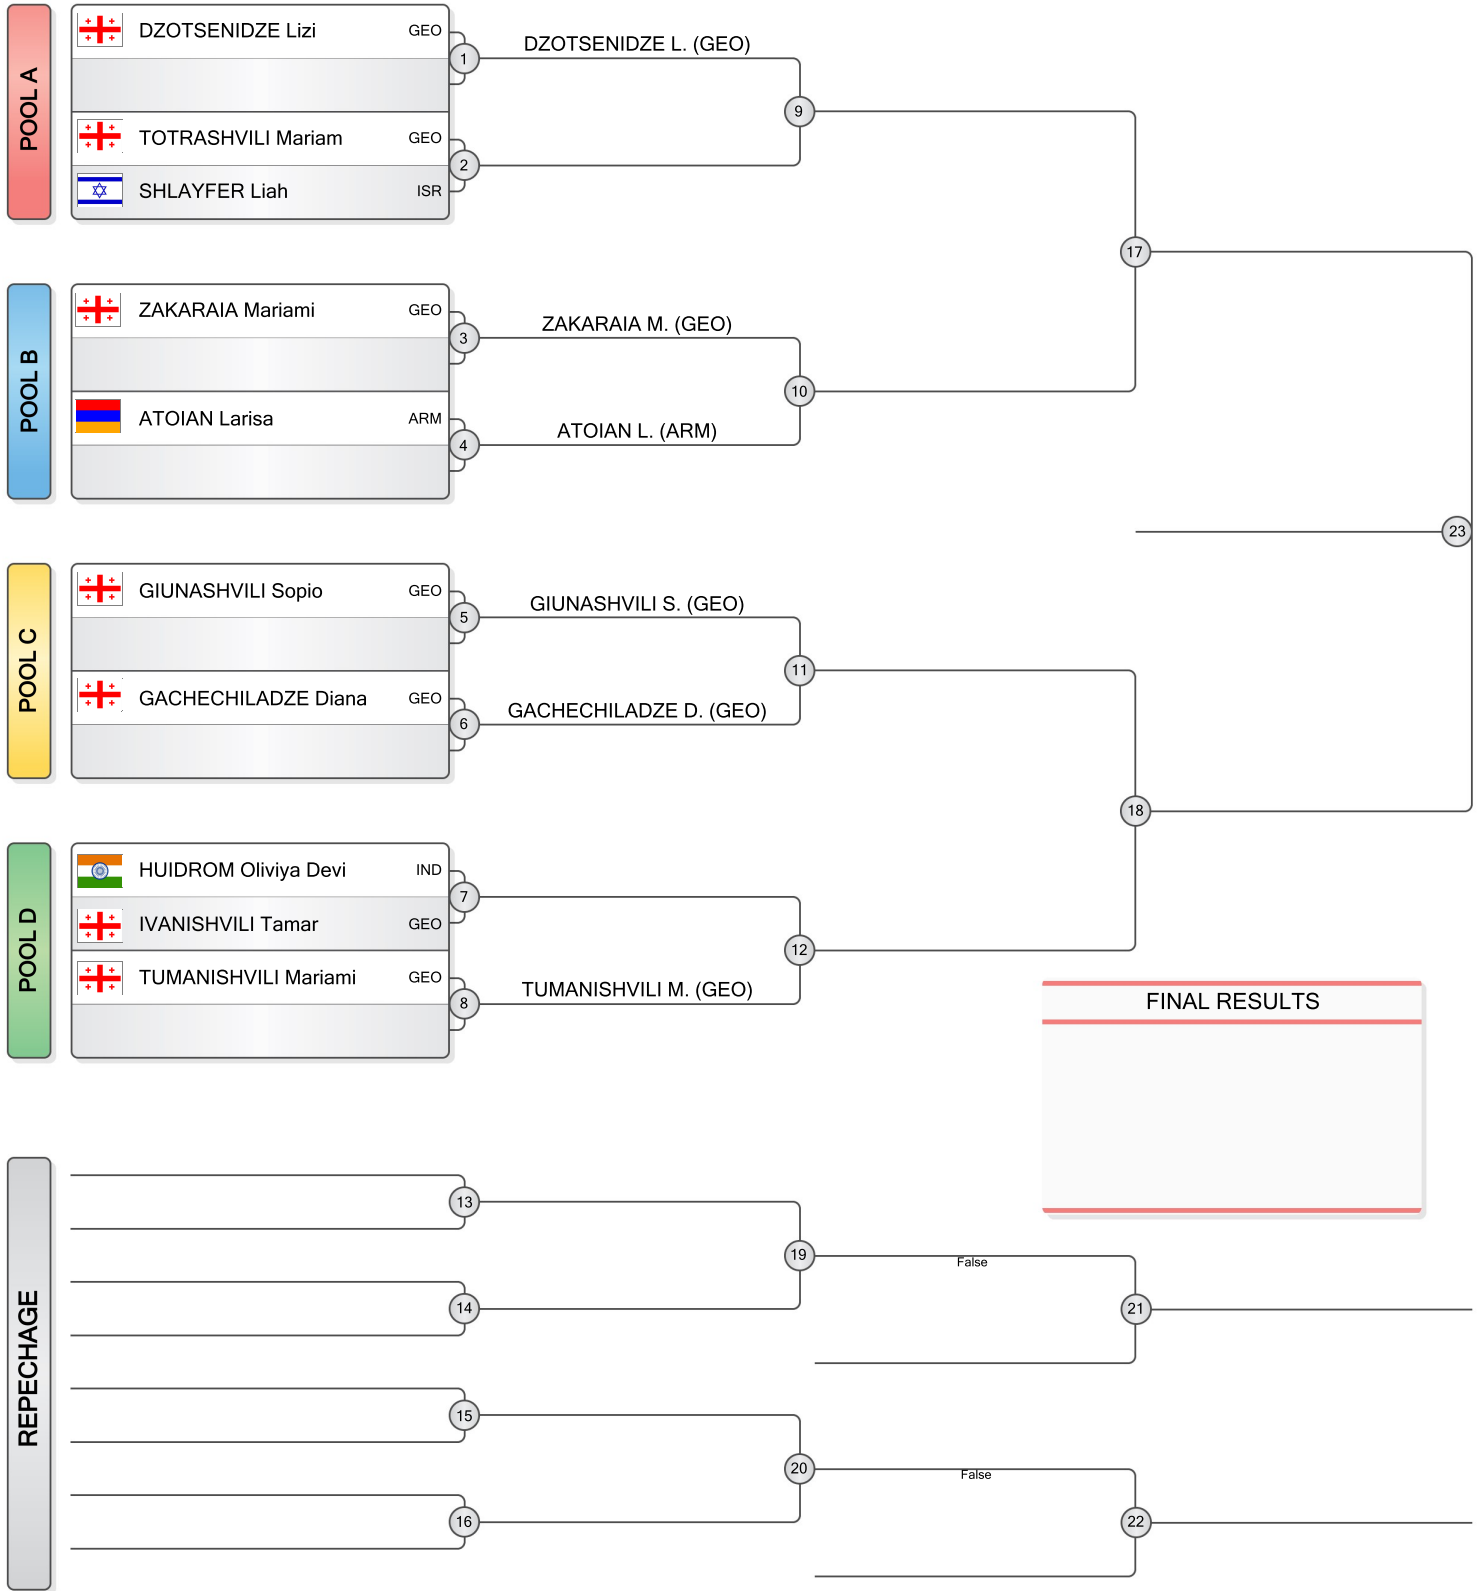 POOL A
DZOTSENIDZE Lizi GEO
1
DZOTSENIDZE L. (GEO)
9
TOTRASHVILI Mariam GEO
2
SHLAYFER Liah ISR
17
POOL B
ZAKARAIA Mariami GEO
3
ZAKARAIA M. (GEO)
10
ATOIAN Larisa ARM
4
ATOIAN L. (ARM)
23
POOL C
GIUNASHVILI Sopio GEO
5
GIUNASHVILI S. (GEO)
11
GACHECHILADZE Diana GEO
6
GACHECHILADZE D. (GEO)
18
POOL D
HUIDROM Oliviya Devi IND
7
IVANISHVILI Tamar GEO
12
TUMANISHVILI Mariami GEO
8
TUMANISHVILI M. (GEO)
FINAL RESULTS
REPECHAGE
13
19
False
14
21
15
20
False
16
22